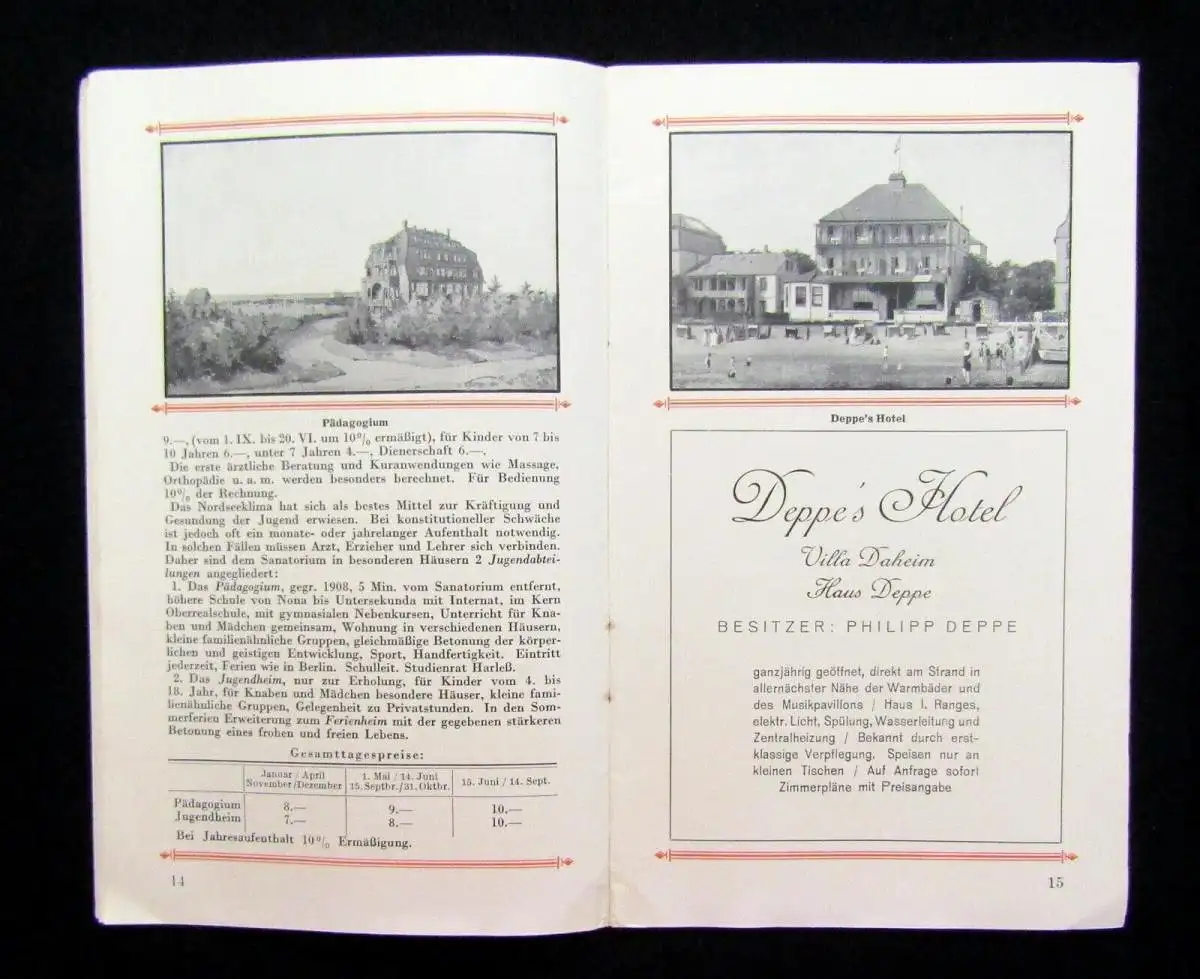 Pädagogium
9.—, (vom 1. IX. bis 20. VI. um 10% ermäßigt), für Kinder von 7 bis
10 Jahren 6.—, unter 7 Jahren 4.—, Dienerschaft 6.—.
Die erste ärztliche Beratung und Kuranwendungen wie Massage,
Orthopädie u. a. m. werden besonders berechnet. Für Bedienung
10% der Rechnung.
Das Nordseeklima hat sich als bestes Mittel zur Kräftigung und
Gesundung der Jugend erwiesen. Bei konstitutioneller Schwäche
ist jedoch oft ein monate- oder jahrelanger Aufenthalt notwendig.
In solchen Fällen müssen Arzt, Erzieher und Lehrer sich verbinden.
Daher sind dem Sanatorium in besonderen Häusern 2 Jugendabtei-
lungen angegliedert:
1. Das Pädagogium, gegr. 1908, 5 Min. vom Sanatorium entfernt,
höhere Schule von Nona bis Untersekunda mit Internat, im Kern
Oberrealschule, mit gymnasialen Nebenkursen, Unterricht für Kna-
ben und Mädchen gemeinsam, Wohnung in verschiedenen Häusern,
kleine familienähnliche Gruppen, gleichmäßige Betonung der körper-
lichen und geistigen Entwicklung, Sport, Handfertigkeit. Eintritt
jederzeit, Ferien wie in Berlin. Schulleit. Studienrat Harleß.
2. Das Jugendheim, nur zur Erholung, für Kinder vom 4. bis
18. Jahr, für Knaben und Mädchen besondere Häuser, kleine fami-
lienähnliche Gruppen, Gelegenheit zu Privatstunden. In den Som-
merferien Erweiterung zum Ferienheim mit der gegebenen stärkeren
Betonung eines frohen und freien Lebens.
Gesamttagespreise:
Januar / April November/Dezember 1. Mai / 14. Juni 15. Septbr./31. Oktbr. 15. Juni / 14. Sept.
Pädagogium 8.— 9.— 10.—
Jugendheim 7.— 8.— 10.—
Bei Jahresaufenthalt 10% Ermäßigung.
14
Deppe's Hotel
Deppe's Hotel
Villa Daheim
Haus Deppe
BESITZER: PHILIPP DEPPE
ganzjährig geöffnet, direkt am Strand in
allernächster Nähe der Warmbäder und
des Musikpavillons / Haus I. Ranges,
elektr. Licht, Spülung, Wasserleitung und
Zentralheizung / Bekannt durch erst-
klassige Verpflegung. Speisen nur an
kleinen Tischen / Auf Anfrage sofort
Zimmerpläne mit Preisangabe
15